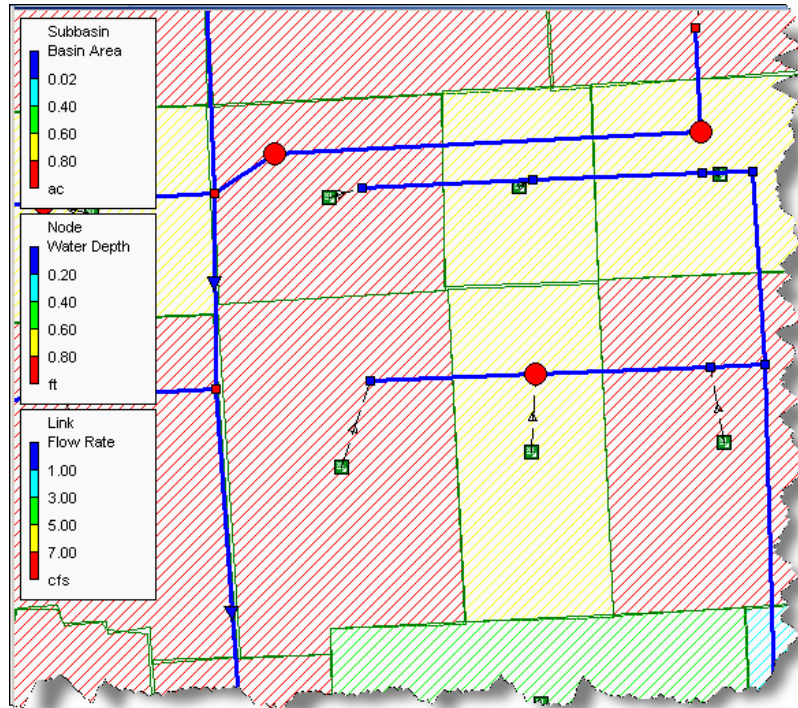 Subbasin
Basin Area
0.02
0.40
0.60
0.80
ac
Node
Water Depth
0.20
0.40
0.60
0.80
ft
Link
Flow Rate
1.00
3.00
5.00
7.00
cfs